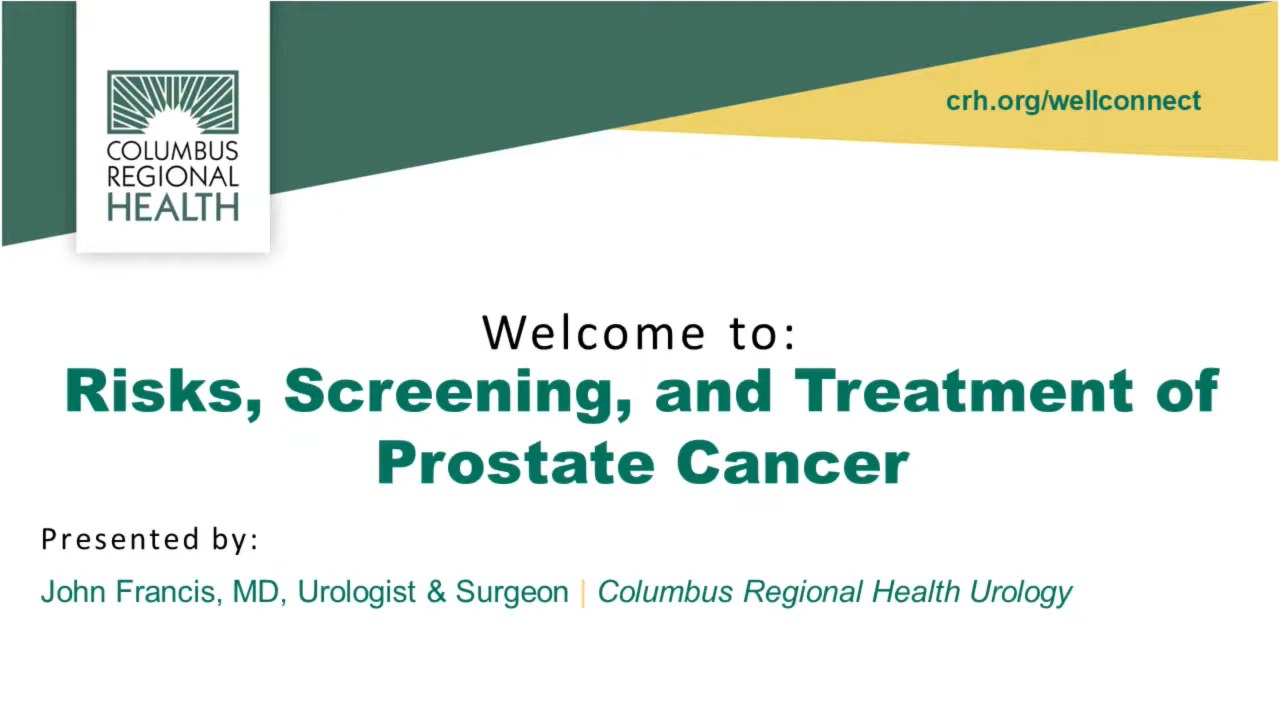 crh.org/wellconnect
COLUMBUS
REGIONAL
HEALTH
Welcome to:
Risks, Screening, and Treatment of
Prostate Cancer
Presented by:
John Francis, MD, Urologist & Surgeon | Columbus Regional Health Urology